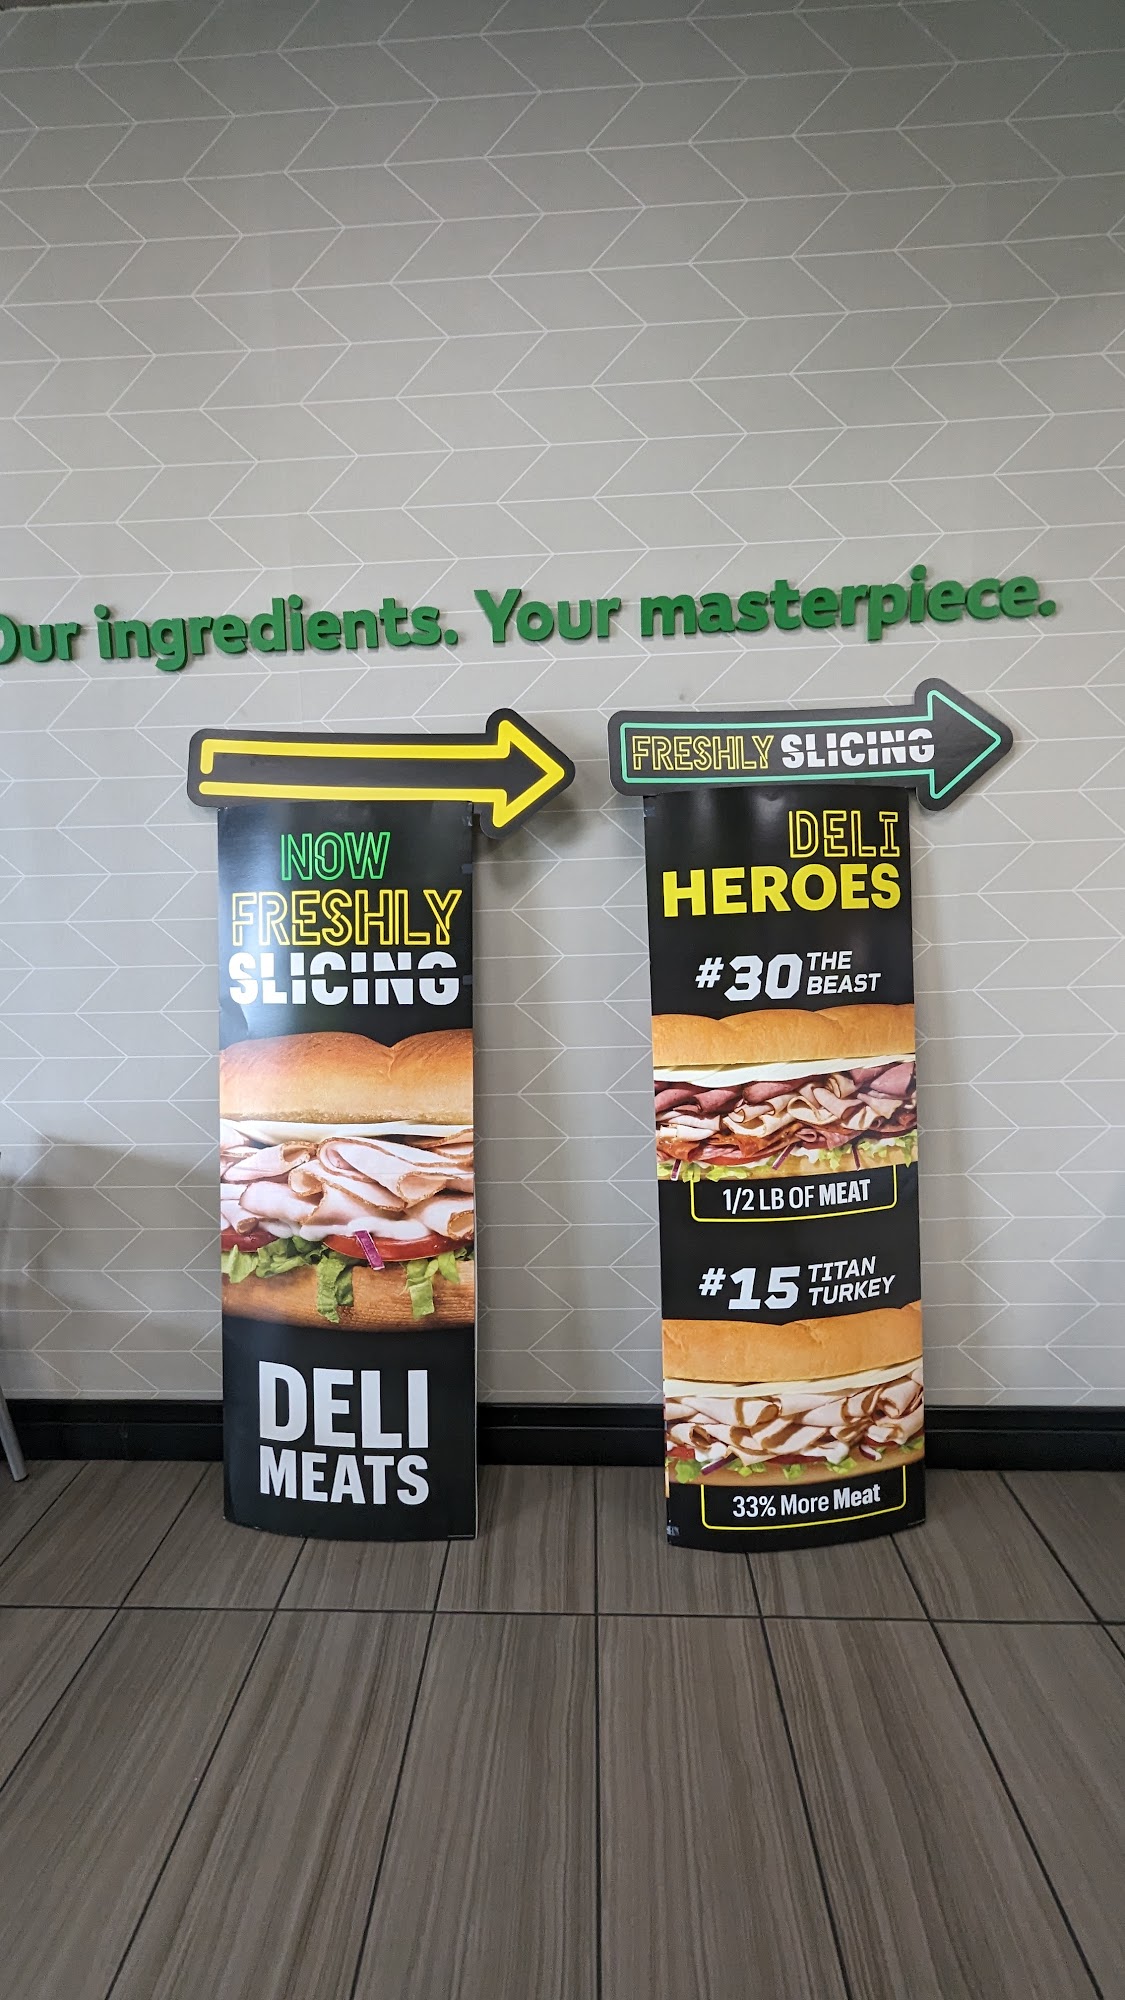 Our ingredients. Your masterpiece.
NOW
FRESHLY
SLICING
DELI
MEATS
FRESHLY SLICING
DELI
HEROES
#30 THE
BEAST
1/2 LB OF MEAT
#15 TITAN
TURKEY
33% More Meat